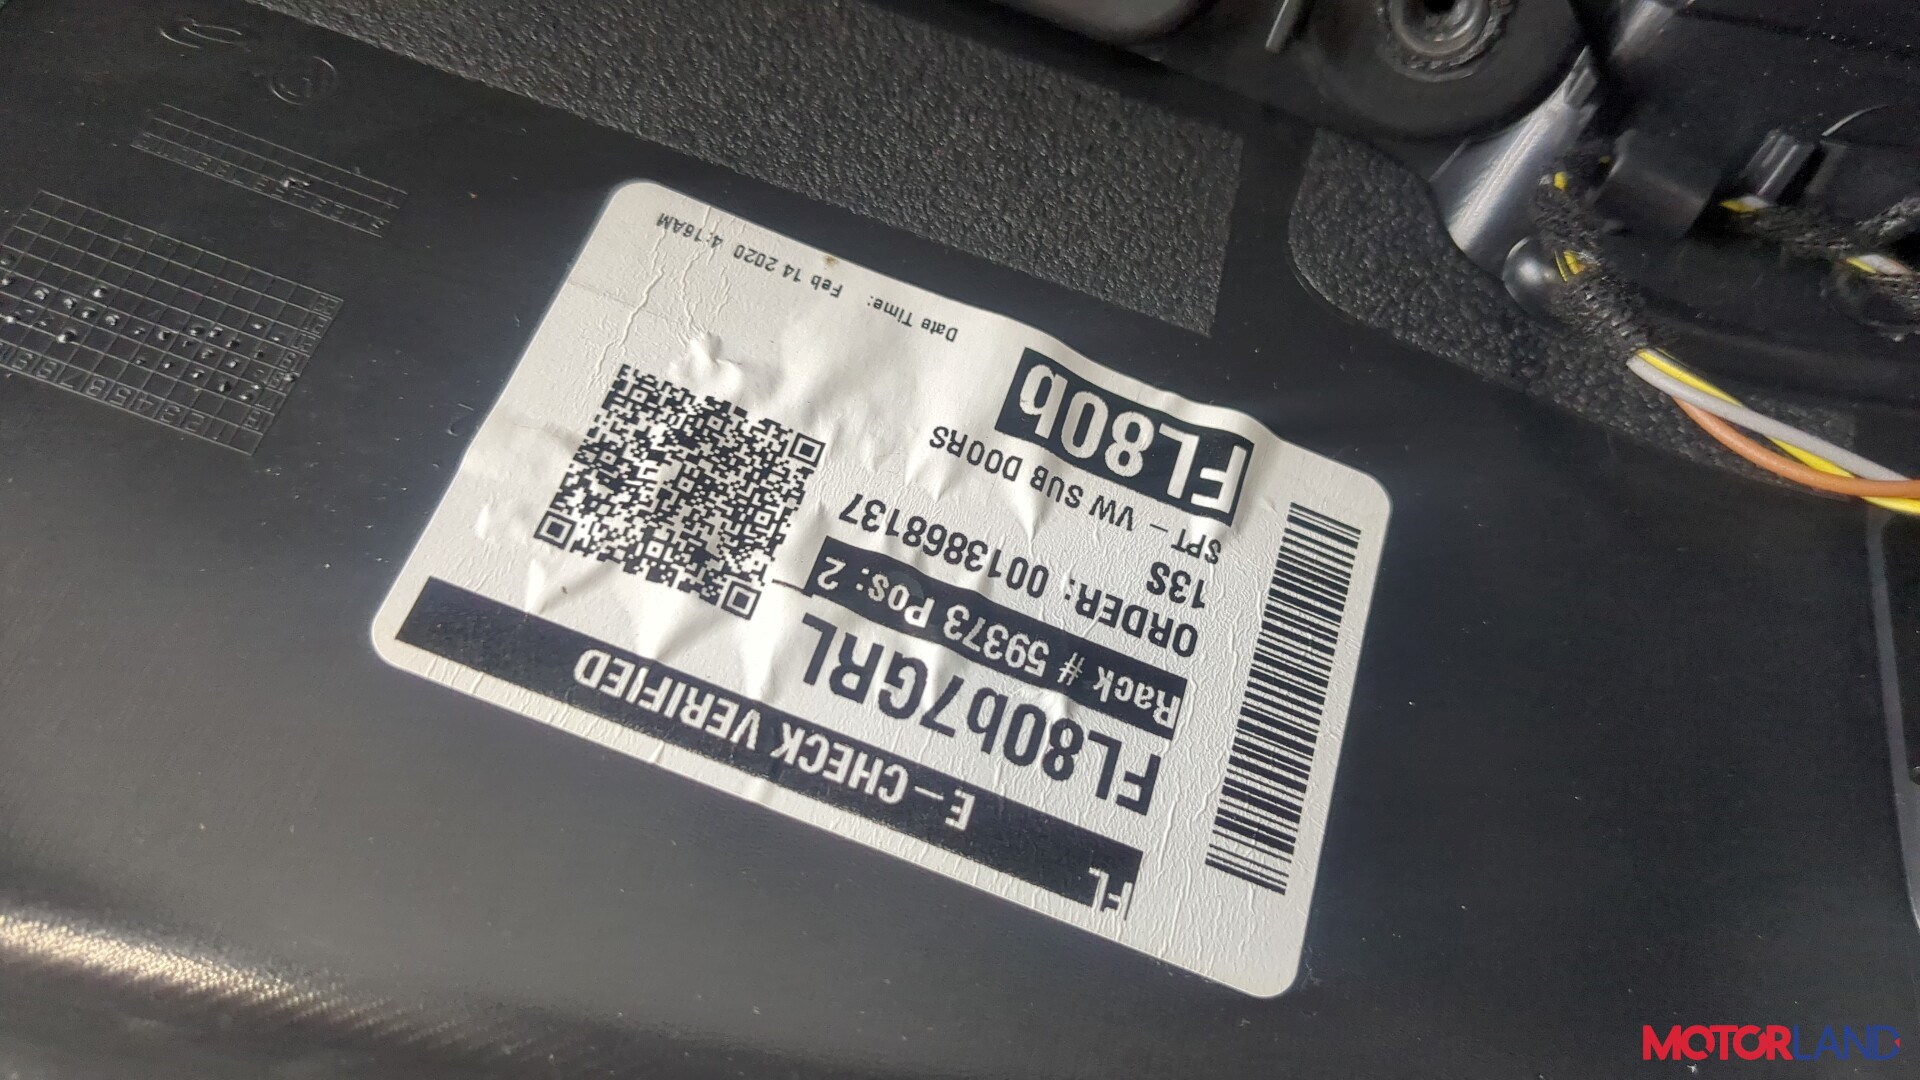 FL
E-CHECK VERIFIED
FL80b7GRL
Rack # 59373 Pos: 2
ORDER: 0013868137
13S
SPT - VW SUB DOORS
FL80b
Date Time: Feb 14 2020 4:16AM
MOTORLAND